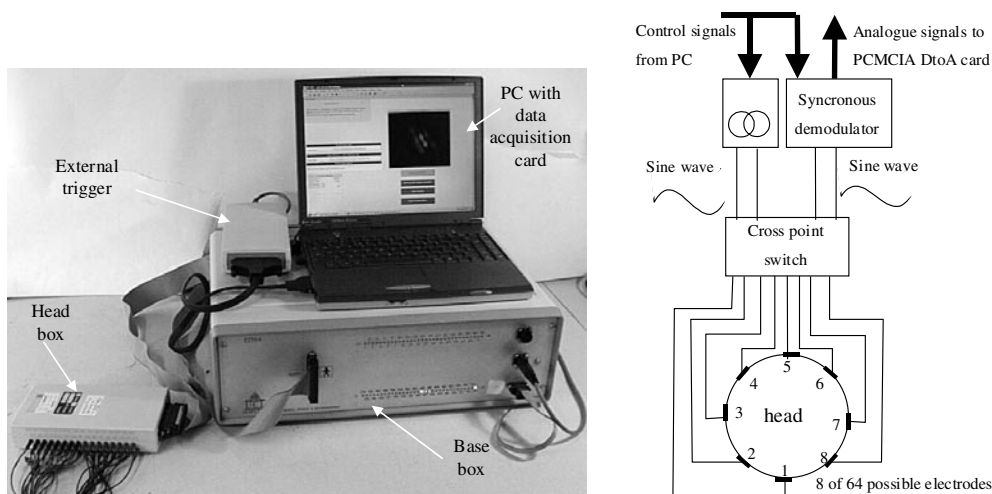 External
trigger
PC with
data
acquisition
card
Head
box
Base
box
Control signals
from PC
Analogue signals to
PCMCIA DtoA card
Syncronous
demodulator
Sine wave
Sine wave
Cross point
switch
5
4
6
3
head
7
2
8
1
8 of 64 possible electrodes